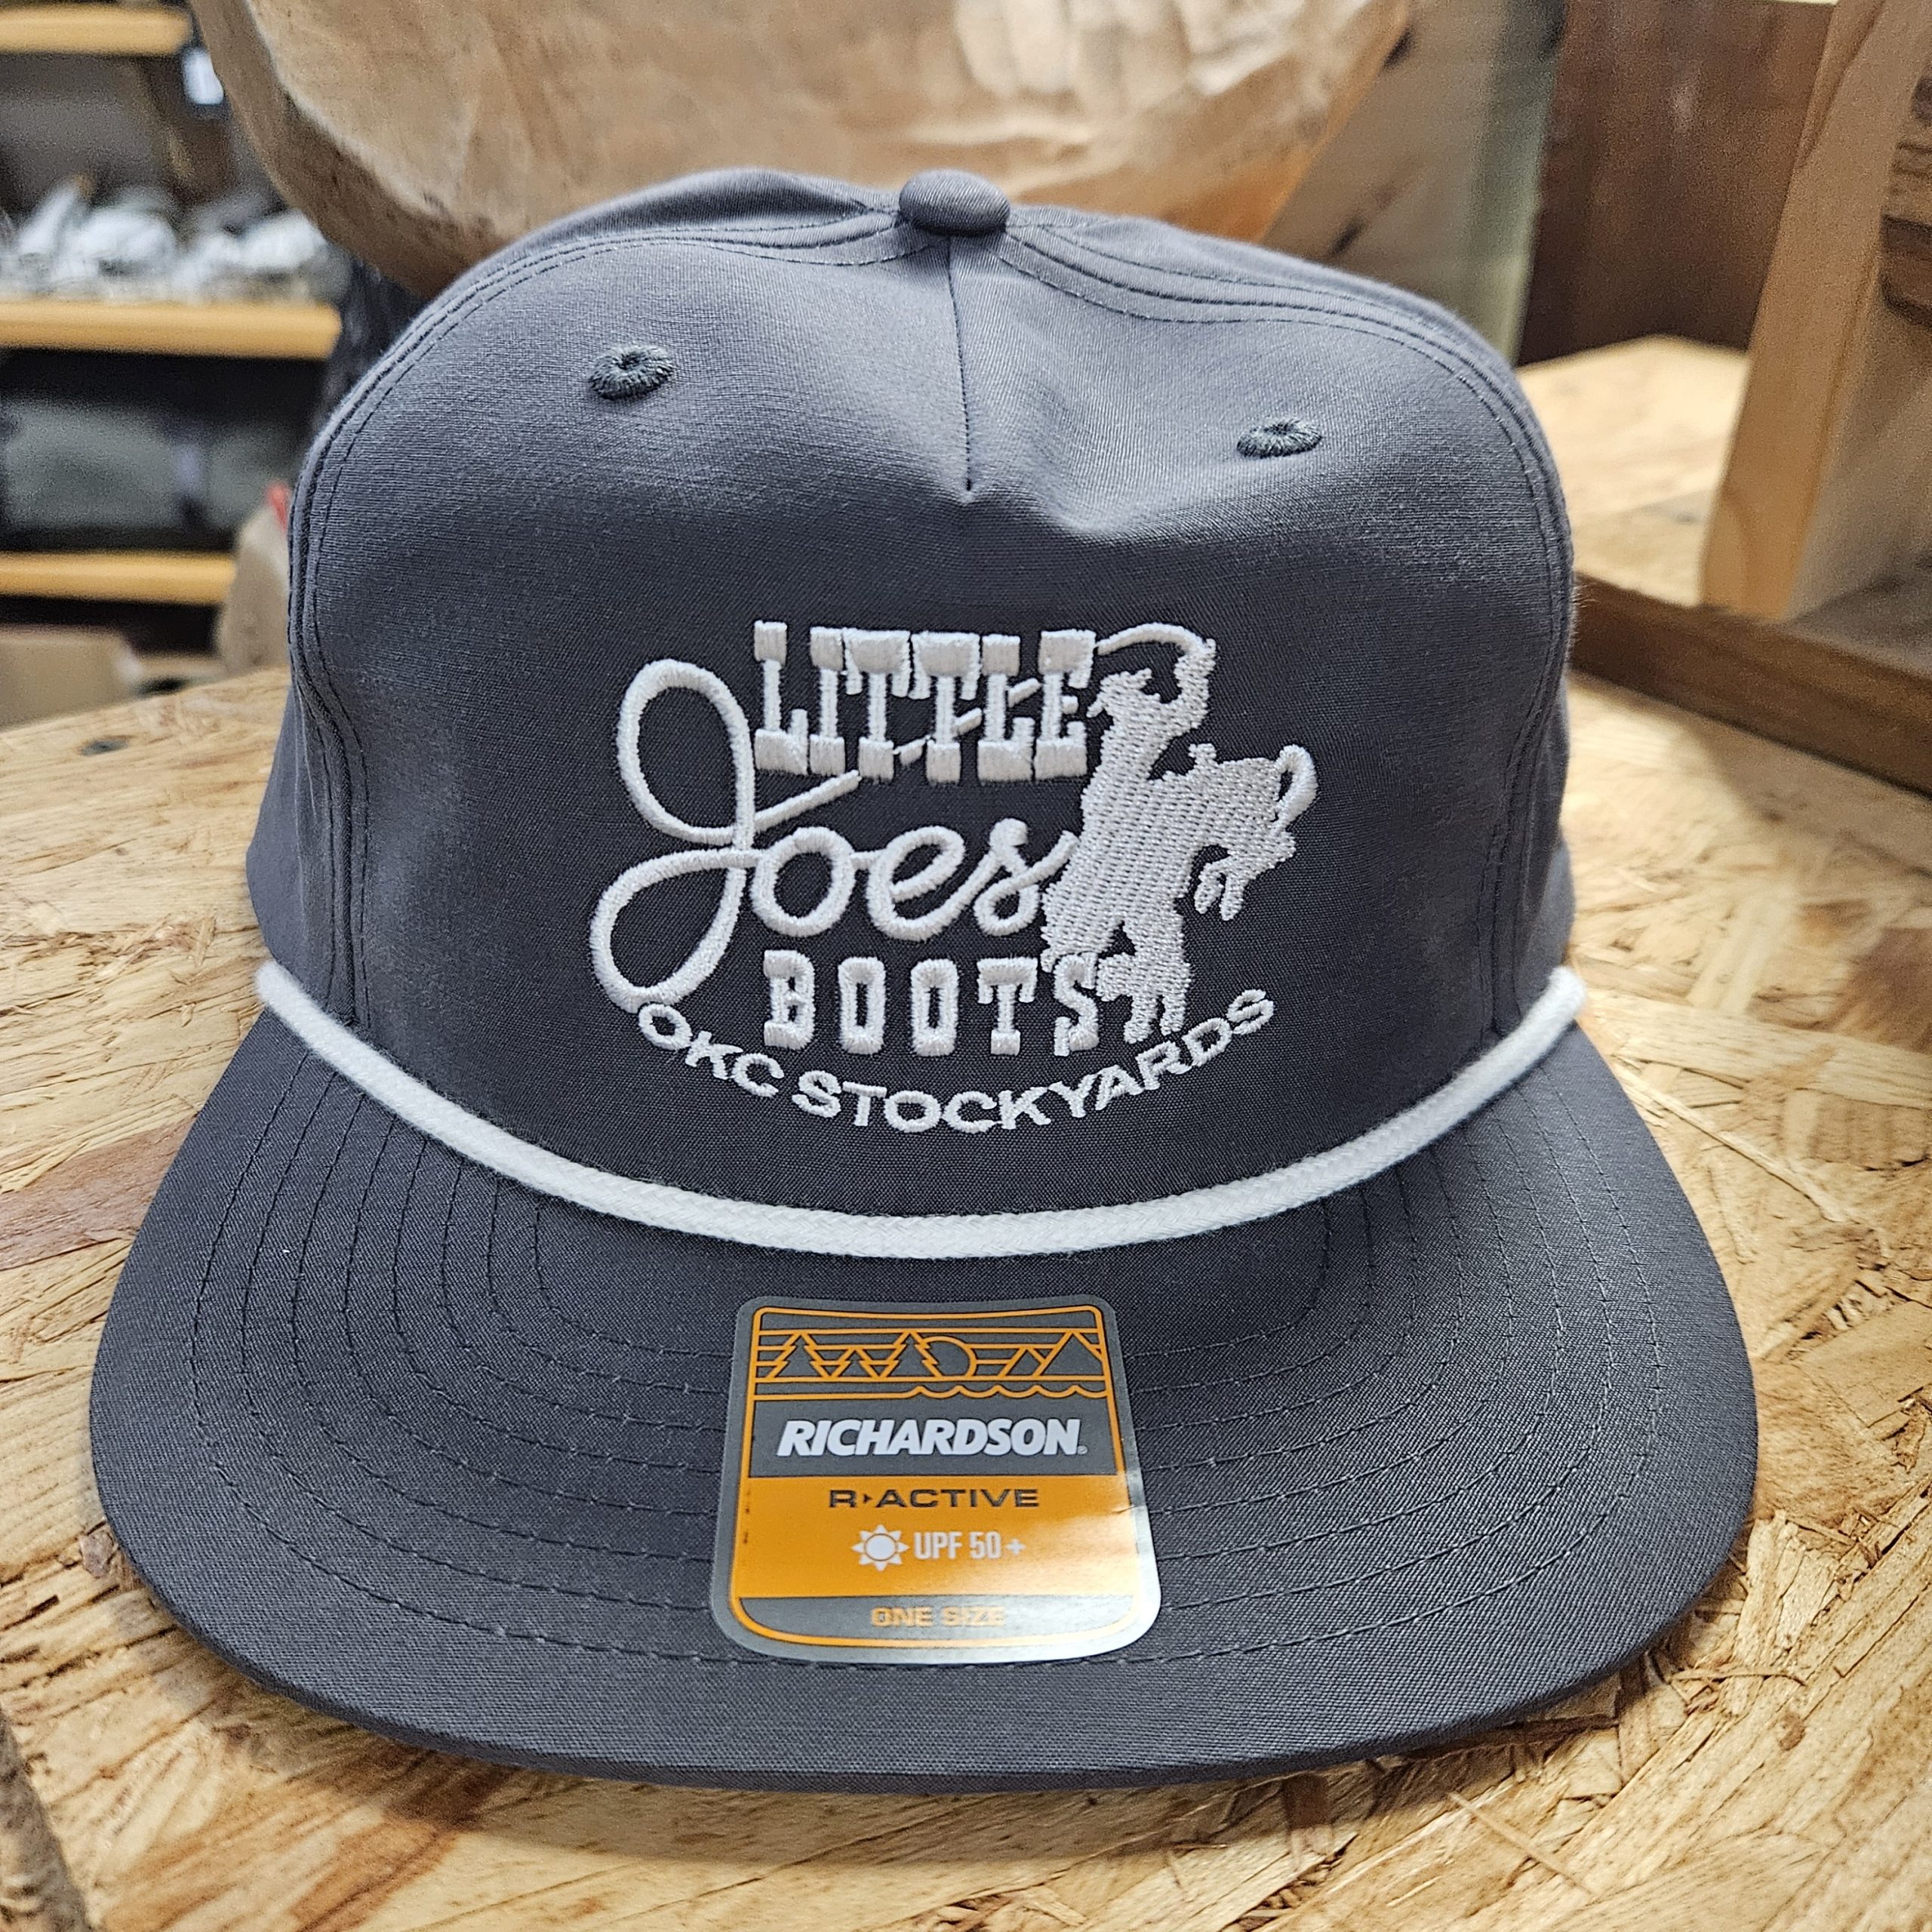 LITTLE
Joes
BOOTS
OKC STOCKYARDS
RICHARDSON®
R▸ACTIVE
UPF 50+
ONE SIZE